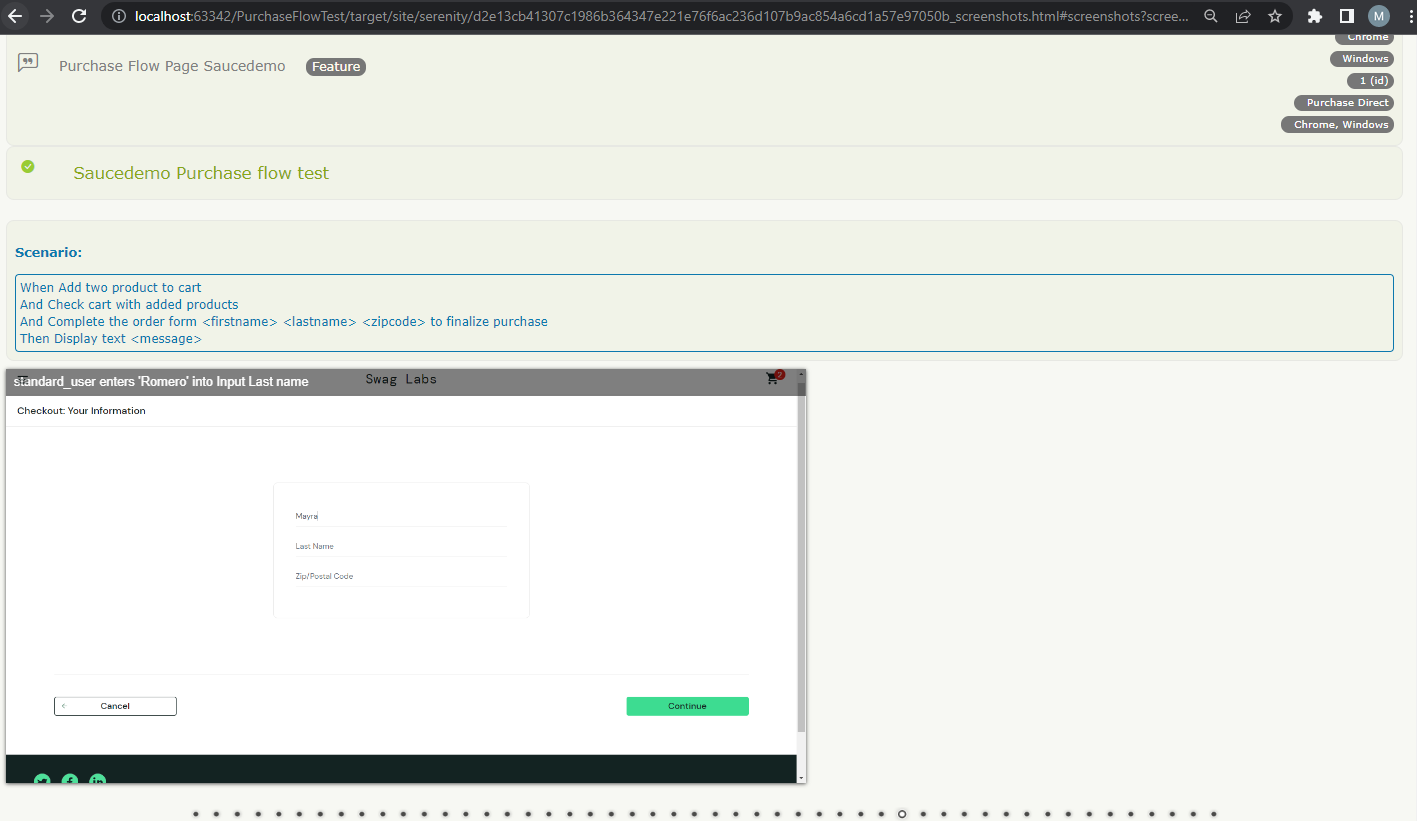 localhost:63342/PurchaseFlowTest/target/site/serenity/d2e13cb41307c1986b364347e221e76f6ac236d107b9ac854a6cd1a57e97050b_screenshots.html#screenshots?scree...
M
Chrome
Purchase Flow Page Saucedemo Feature
Windows
1 (id)
Purchase Direct
Chrome, Windows
Saucedemo Purchase flow test
Scenario:
When Add two product to cart
And Check cart with added products
And Complete the order form <firstname> <lastname> <zipcode> to finalize purchase
Then Display text <message>
standard_user enters 'Romero' into Input Last name
Swag Labs
2
Checkout: Your Information
Mayra
Last Name
Zip/Postal Code
Cancel
Continue